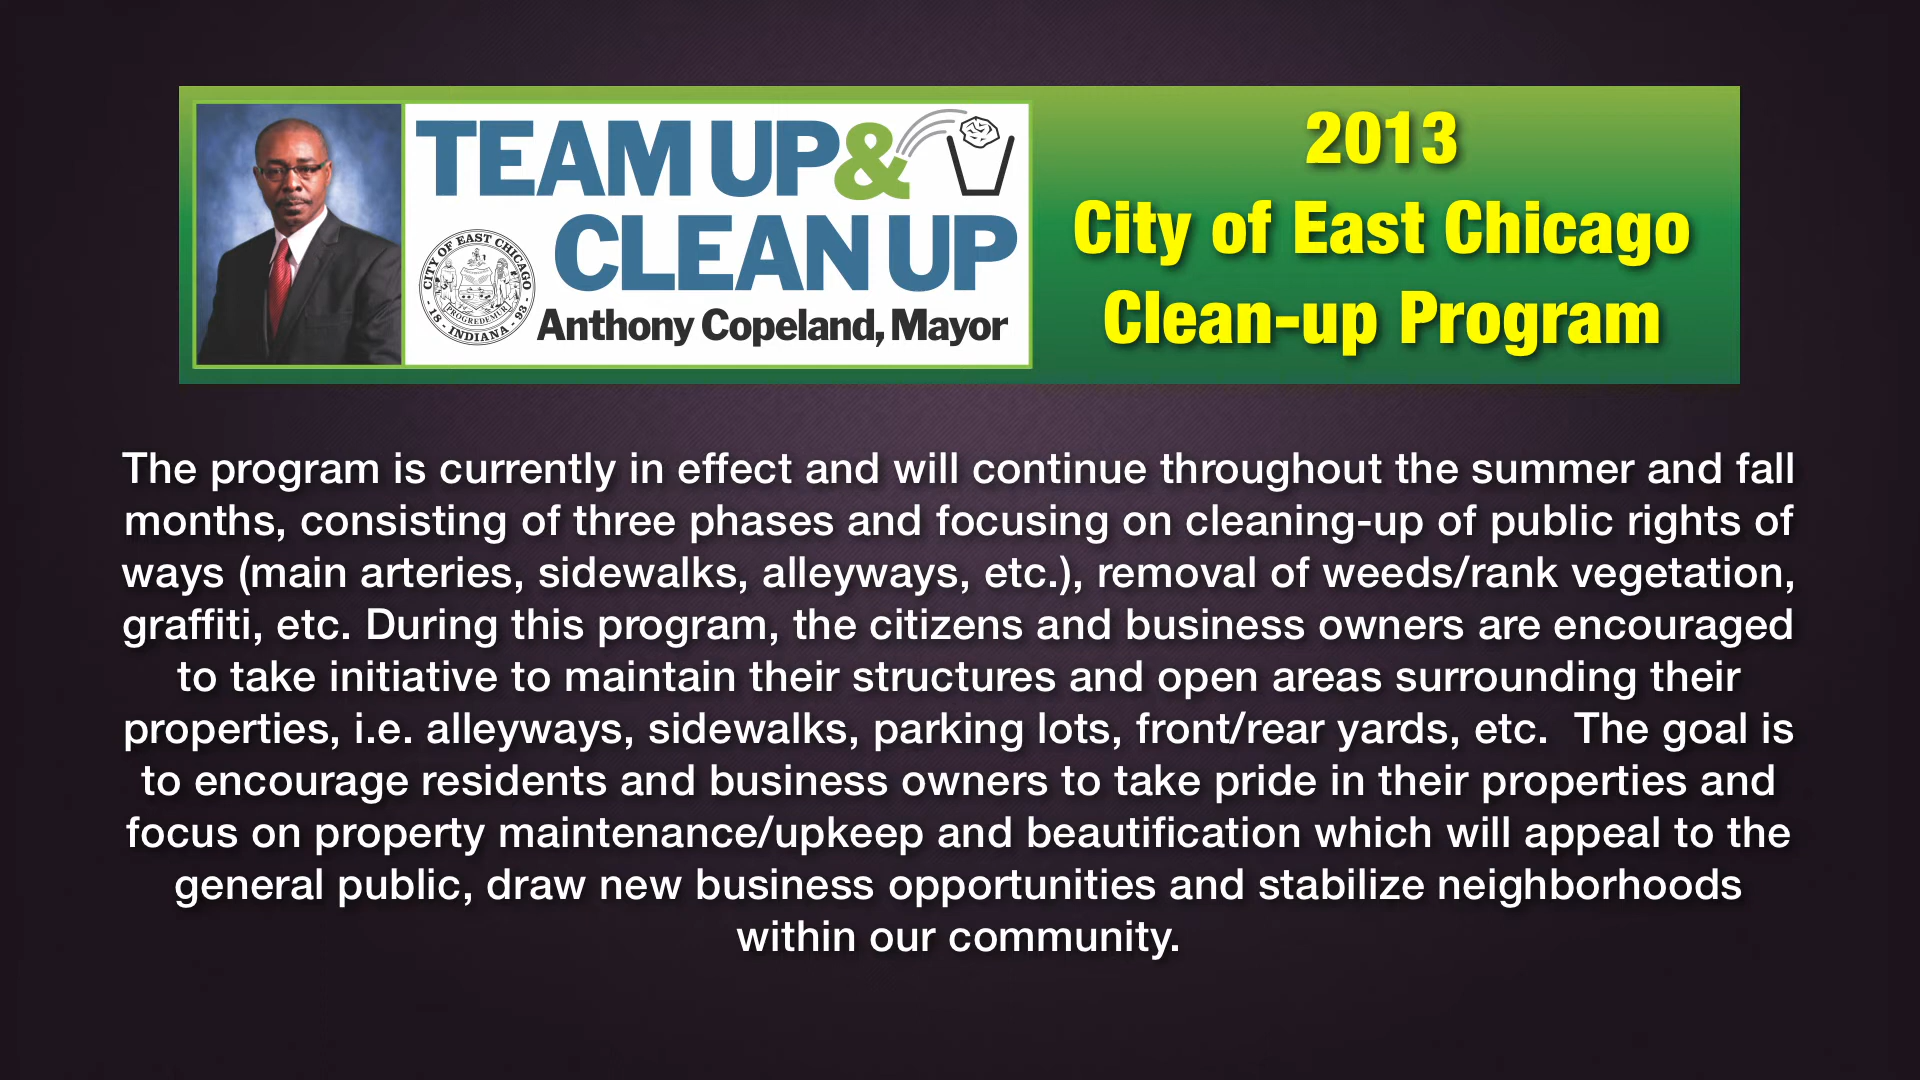 TEAM UP &
CLEAN UP
CITY OF EAST CHICAGO
PROGREDEMUR
- 18 - INDIANA - 93 -
Anthony Copeland, Mayor
2013
City of East Chicago
Clean-up Program
The program is currently in effect and will continue throughout the summer and fall
months, consisting of three phases and focusing on cleaning-up of public rights of
ways (main arteries, sidewalks, alleyways, etc.), removal of weeds/rank vegetation,
graffiti, etc. During this program, the citizens and business owners are encouraged
to take initiative to maintain their structures and open areas surrounding their
properties, i.e. alleyways, sidewalks, parking lots, front/rear yards, etc.  The goal is
to encourage residents and business owners to take pride in their properties and
focus on property maintenance/upkeep and beautification which will appeal to the
general public, draw new business opportunities and stabilize neighborhoods
within our community.